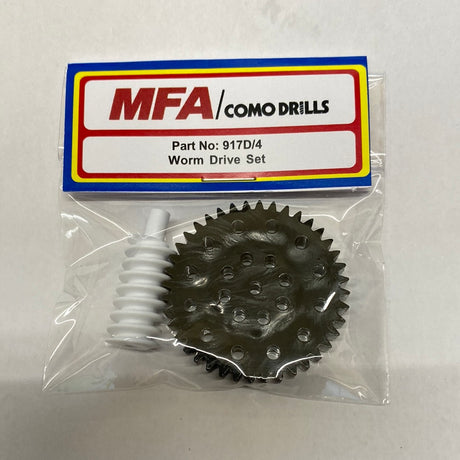 MFA/COMO DRILLS
Part No: 917D/4
Worm Drive Set